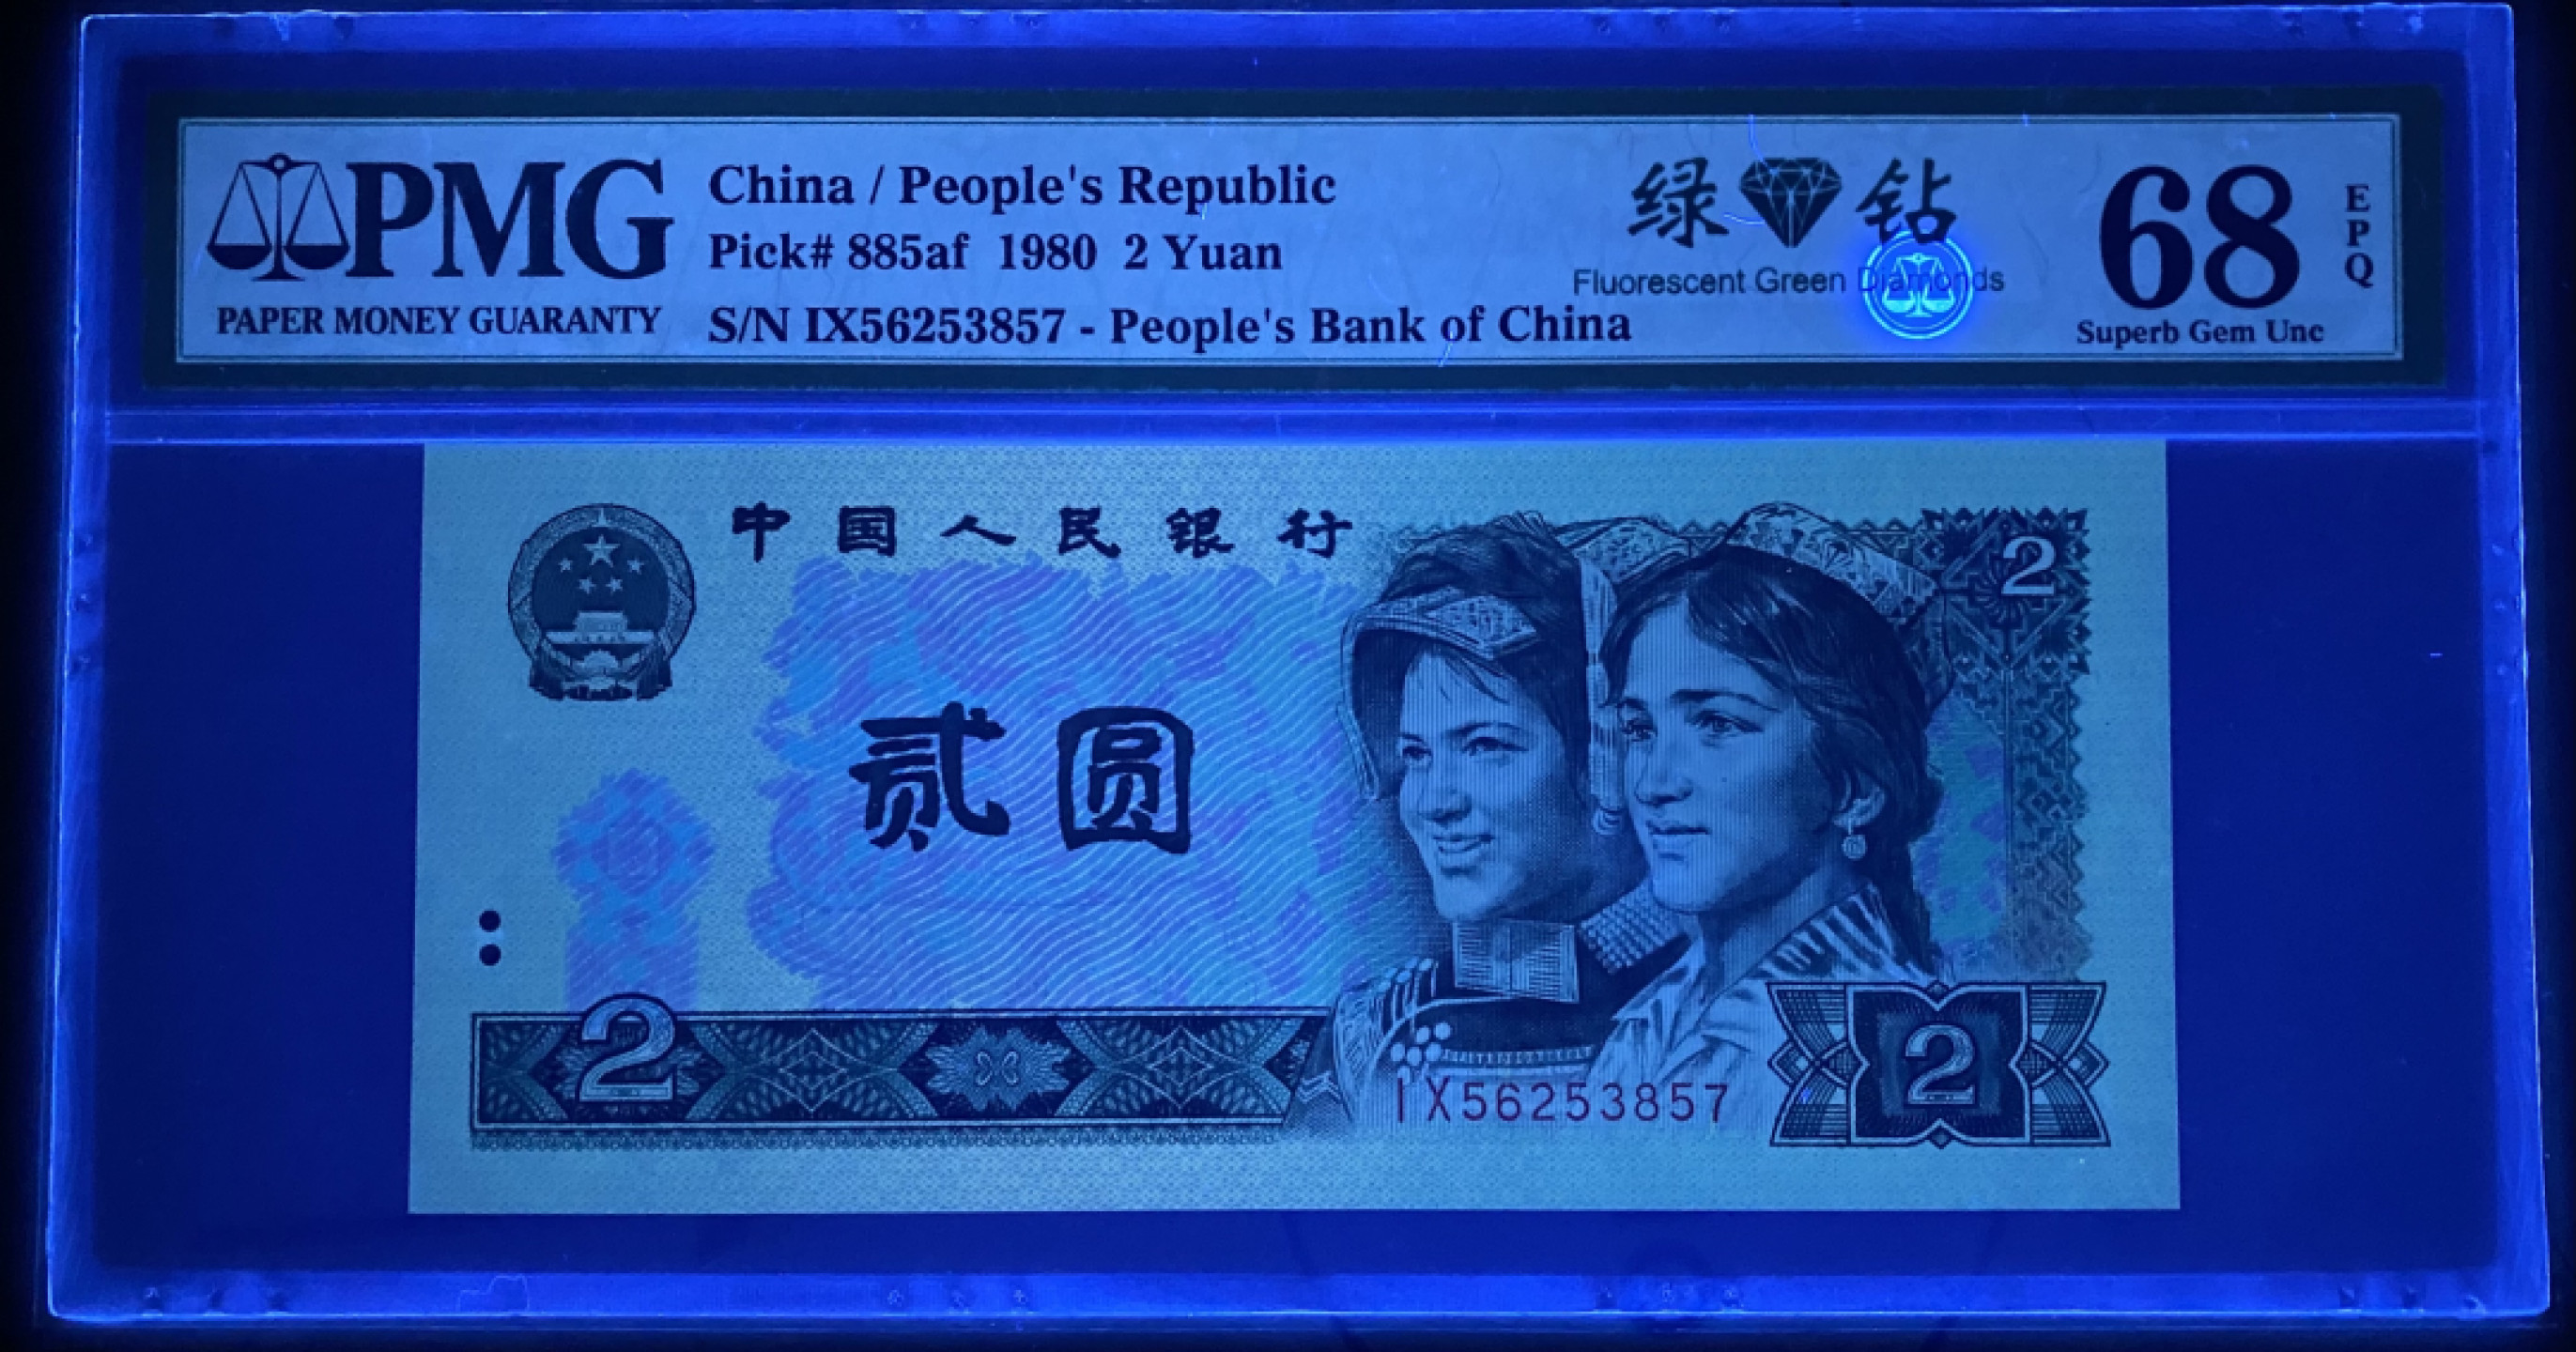 PMG
PAPER MONEY GUARANTY
China / People's Republic
Pick# 885af 1980 2 Yuan
S/N IX56253857 - People's Bank of China
绿钻
Fluorescent Green Diamonds
68
EPQ
Superb Gem Unc
中国人民银行
2
贰圆
2
IX56253857
2